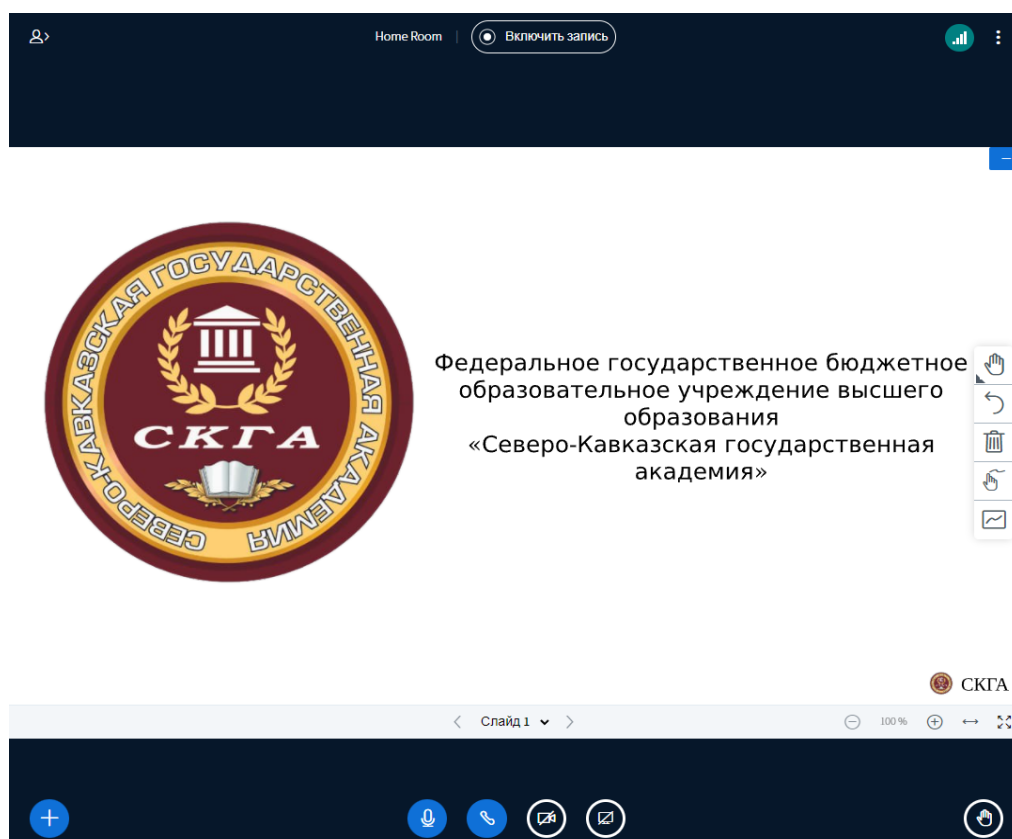 Home Room | Включить запись
СЕВЕРО-КАВКАЗСКАЯ ГОСУДАРСТВЕННАЯ АКАДЕМИЯ
СКГА
Федеральное государственное бюджетное
образовательное учреждение высшего
образования
«Северо-Кавказская государственная
академия»
СКГА
Слайд 1
100 %